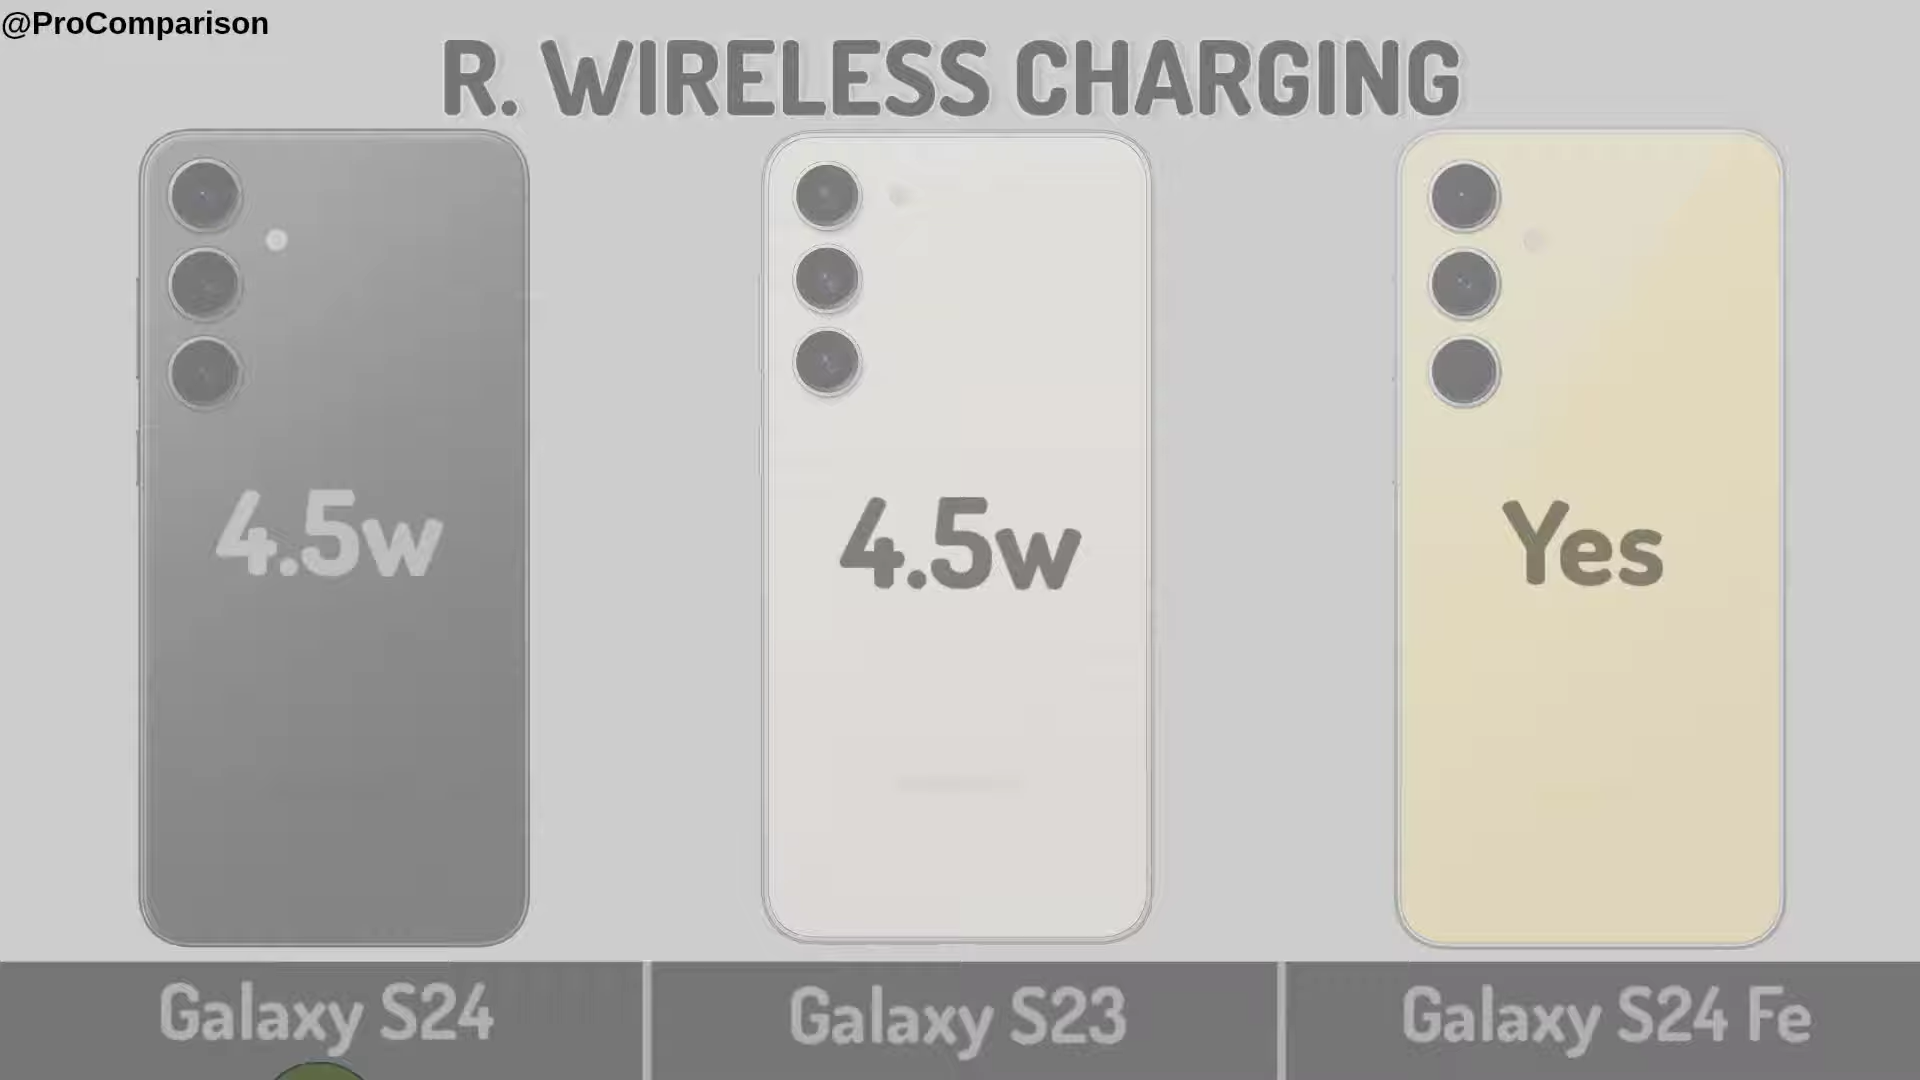 @ProComparison
R. WIRELESS CHARGING
4.5w
4.5w
Yes
Galaxy S24
Galaxy S23
Galaxy S24 Fe